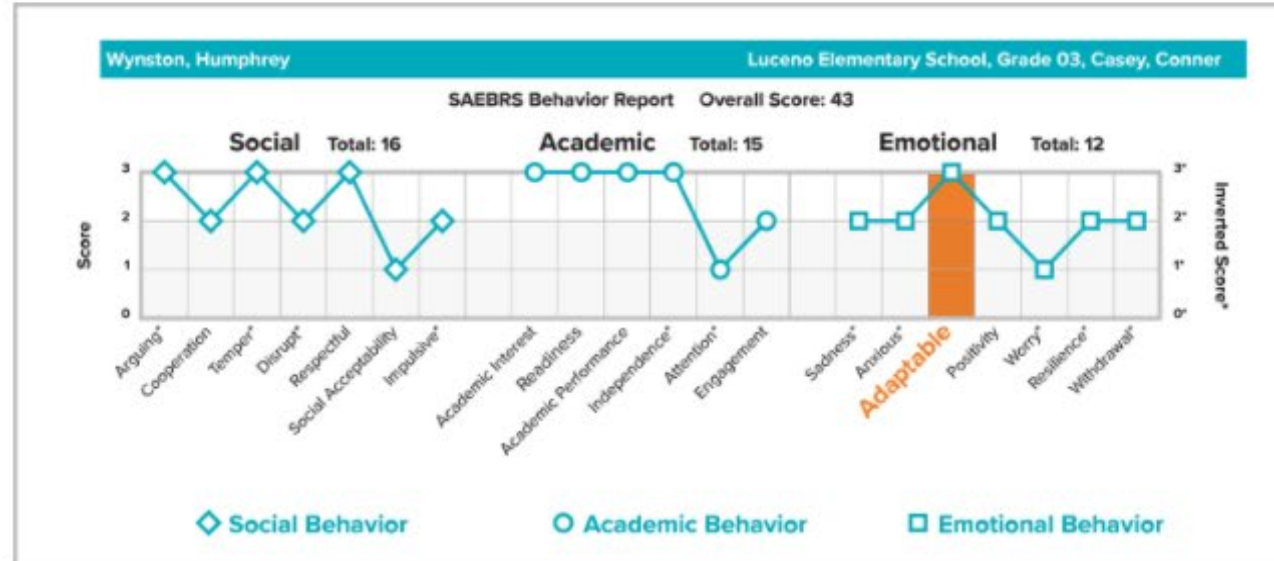 Wynston, Humphrey
Luceno Elementary School, Grade 03, Casey, Conner
SAEBRS Behavior Report Overall Score: 43
Social Total: 16
Academic Total: 15
Emotional Total: 12
Score
3
2
1
0
3*
2*
1*
0*
Inverted Score*
Arguing*
Cooperation
Temper*
Disrupt*
Respectful
Social Acceptability
Impulsive*
Academic Interest
Readiness
Academic Performance
Independence*
Attention*
Engagement
Sadness*
Anxious*
Adaptable
Positivity
Worry*
Resilience*
Withdrawal*
Social Behavior
Academic Behavior
Emotional Behavior